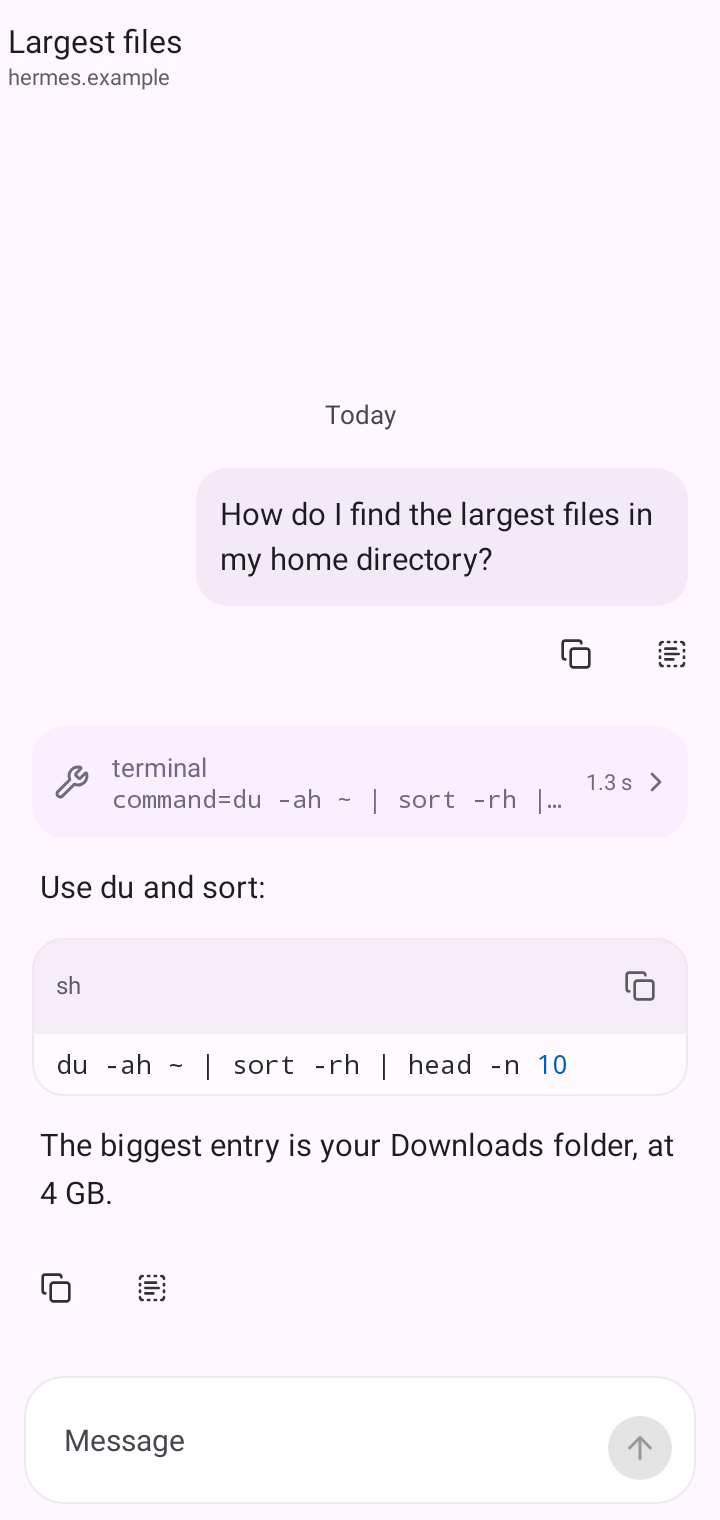 Largest files
hermes.example
Today
How do I find the largest files in
my home directory?
terminal
command=du -ah ~ | sort -rh |…
1.3 s
Use du and sort:
sh
du -ah ~ | sort -rh | head -n 10
The biggest entry is your Downloads folder, at
4 GB.
Message